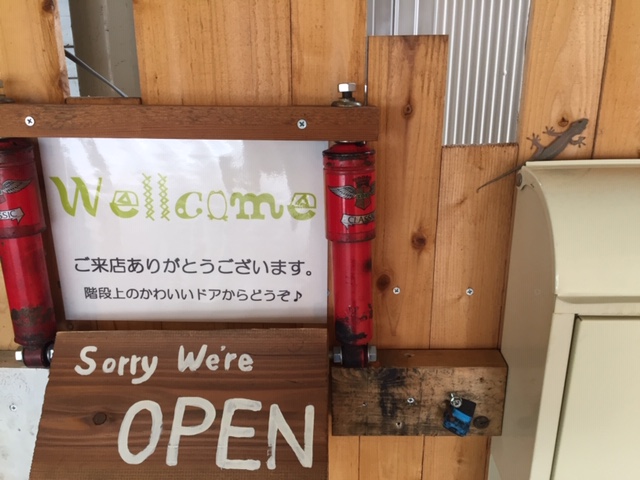 Wellcome
ご来店ありがとうございます。
階段上のかわいいドアからどうぞ♪
Sorry We're
OPEN
CLASSIC